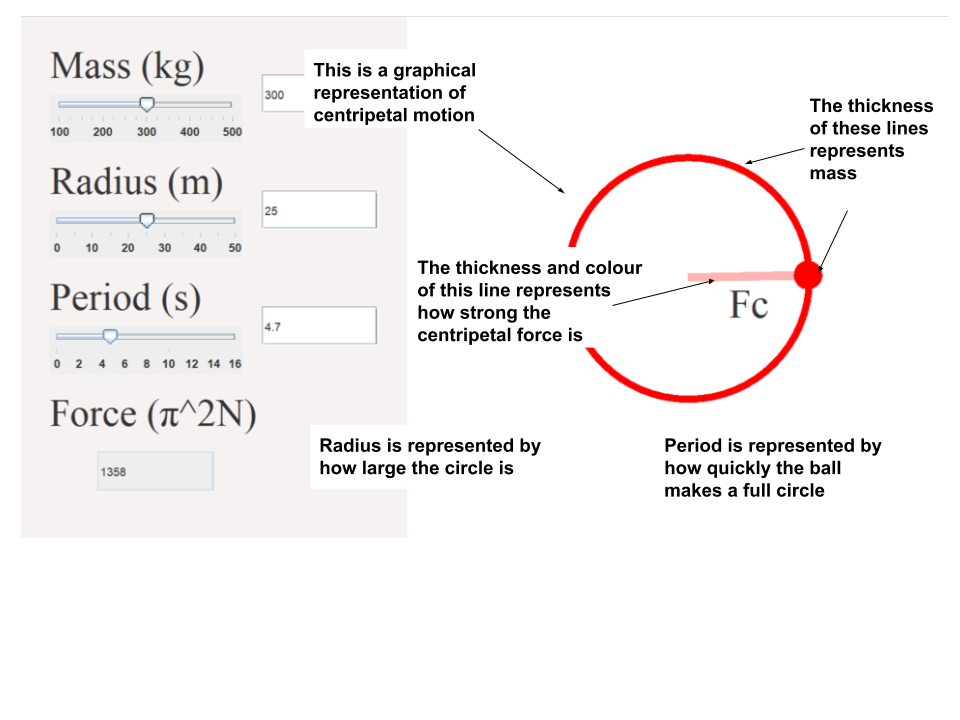 Mass (kg)
300
100 200 300 400 500
This is a graphical
representation of
centripetal motion
The thickness
of these lines
represents
mass
Radius (m)
25
0 10 20 30 40 50
The thickness and colour
of this line represents
how strong the
centripetal force is
Fc
Period (s)
4.7
0 2 4 6 8 10 12 14 16
Force (π^2N)
1358
Radius is represented by
how large the circle is
Period is represented by
how quickly the ball
makes a full circle